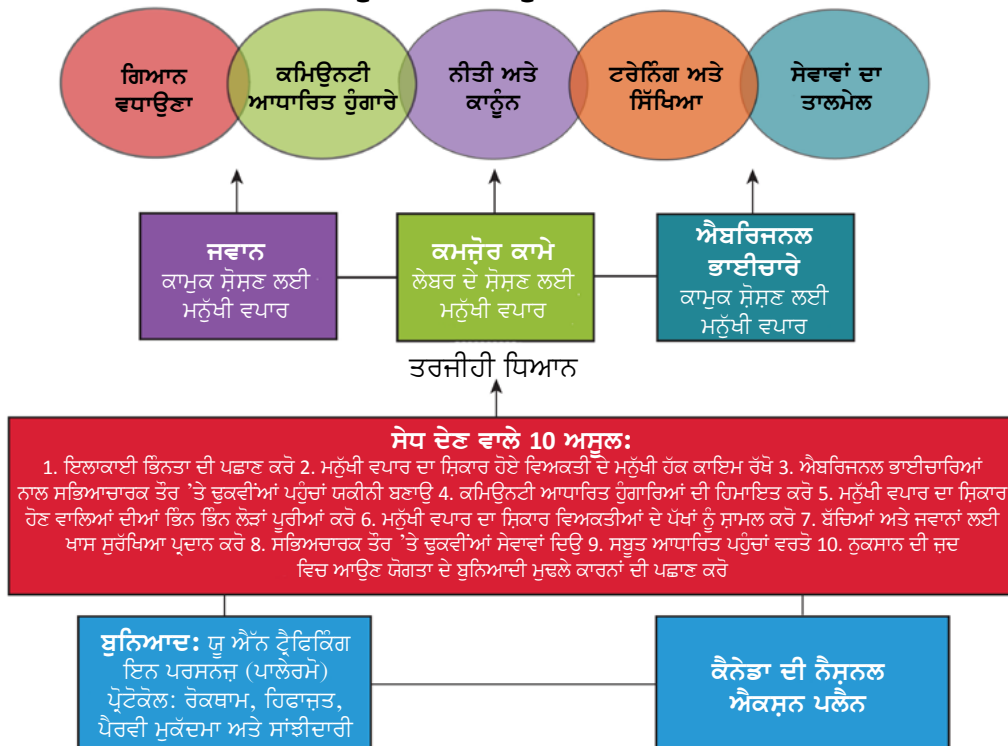 ਗਿਆਨ
ਵਧਾਉਣਾ
ਕਮਿਉਨਟੀ
ਆਧਾਰਿਤ ਹੁੰਗਾਰੇ
ਨੀਤੀ ਅਤੇ
ਕਾਨੂੰਨ
ਟਰੇਨਿੰਗ ਅਤੇ
ਸਿੱਖਿਆ
ਸੇਵਾਵਾਂ ਦਾ
ਤਾਲਮੇਲ
ਜਵਾਨ
ਕਾਮੁਕ ਸ਼ੋਸ਼ਣ ਲਈ
ਮਨੁੱਖੀ ਵਪਾਰ
ਕਮਜ਼ੋਰ ਕਾਮੇ
ਲੇਬਰ ਦੇ ਸ਼ੋਸ਼ਣ ਲਈ
ਮਨੁੱਖੀ ਵਪਾਰ
ਐਬਰਿਜਨਲ
ਭਾਈਚਾਰੇ
ਕਾਮੁਕ ਸ਼ੋਸ਼ਣ ਲਈ
ਮਨੁੱਖੀ ਵਪਾਰ
ਤਰਜੀਹੀ ਧਿਆਨ
ਸੇਧ ਦੇਣ ਵਾਲੇ 10 ਅਸੂਲ:
1. ਇਲਾਕਾਈ ਭਿੰਨਤਾ ਦੀ ਪਛਾਣ ਕਰੋ 2. ਮਨੁੱਖੀ ਵਪਾਰ ਦਾ ਸ਼ਿਕਾਰ ਹੋਏ ਵਿਅਕਤੀ ਦੇ ਮਨੁੱਖੀ ਹੱਕ ਕਾਇਮ ਰੱਖੋ 3. ਐਬਰਿਜਨਲ ਭਾਈਚਾਰਿਆਂ
ਨਾਲ ਸਭਿਆਚਾਰਕ ਤੌਰ ’ਤੇ ਢੁਕਵੀਂਆਂ ਪਹੁੰਚਾਂ ਯਕੀਨੀ ਬਣਾਉ 4. ਕਮਿਉਨਟੀ ਆਧਾਰਿਤ ਹੁੰਗਾਰਿਆਂ ਦੀ ਹਿਮਾਇਤ ਕਰੋ 5. ਮਨੁੱਖੀ ਵਪਾਰ ਦਾ ਸ਼ਿਕਾਰ
ਹੋਣ ਵਾਲਿਆਂ ਦੀਆਂ ਭਿੰਨ ਭਿੰਨ ਲੋੜਾਂ ਪੂਰੀਆਂ ਕਰੋ 6. ਮਨੁੱਖੀ ਵਪਾਰ ਦਾ ਸ਼ਿਕਾਰ ਵਿਅਕਤੀਆਂ ਦੇ ਪੱਖਾਂ ਨੂੰ ਸ਼ਾਮਲ ਕਰੋ 7. ਬੱਚਿਆਂ ਅਤੇ ਜਵਾਨਾਂ ਲਈ
ਖਾਸ ਸੁਰੱਖਿਆ ਪ੍ਰਦਾਨ ਕਰੋ 8. ਸਭਿਅਚਾਰਕ ਤੌਰ ’ਤੇ ਢੁਕਵੀਂਆਂ ਸੇਵਾਵਾਂ ਦਿਉ 9. ਸਬੂਤ ਆਧਾਰਿਤ ਪਹੁੰਚਾਂ ਵਰਤੋ 10. ਨੁਕਸਾਨ ਦੀ ਜ਼ਦ
ਵਿਚ ਆਉਣ ਯੋਗਤਾ ਦੇ ਬੁਨਿਆਦੀ ਮੁਢਲੇ ਕਾਰਨਾਂ ਦੀ ਪਛਾਣ ਕਰੋ
ਬੁਨਿਆਦ: ਯੂ ਐੱਨ ਟ੍ਰੈਫਿਕਿੰਗ
ਇਨ ਪਰਸਨਜ਼ (ਪਾਲੇਰਮੋ)
ਪ੍ਰੋਟੋਕੋਲ: ਰੋਕਥਾਮ, ਹਿਫਾਜ਼ਤ,
ਪੈਰਵੀ ਮੁਕੱਦਮਾ ਅਤੇ ਸਾਂਝੀਦਾਰੀ
ਕੈਨੇਡਾ ਦੀ ਨੈਸ਼ਨਲ
ਐਕਸ਼ਨ ਪਲੈਨ